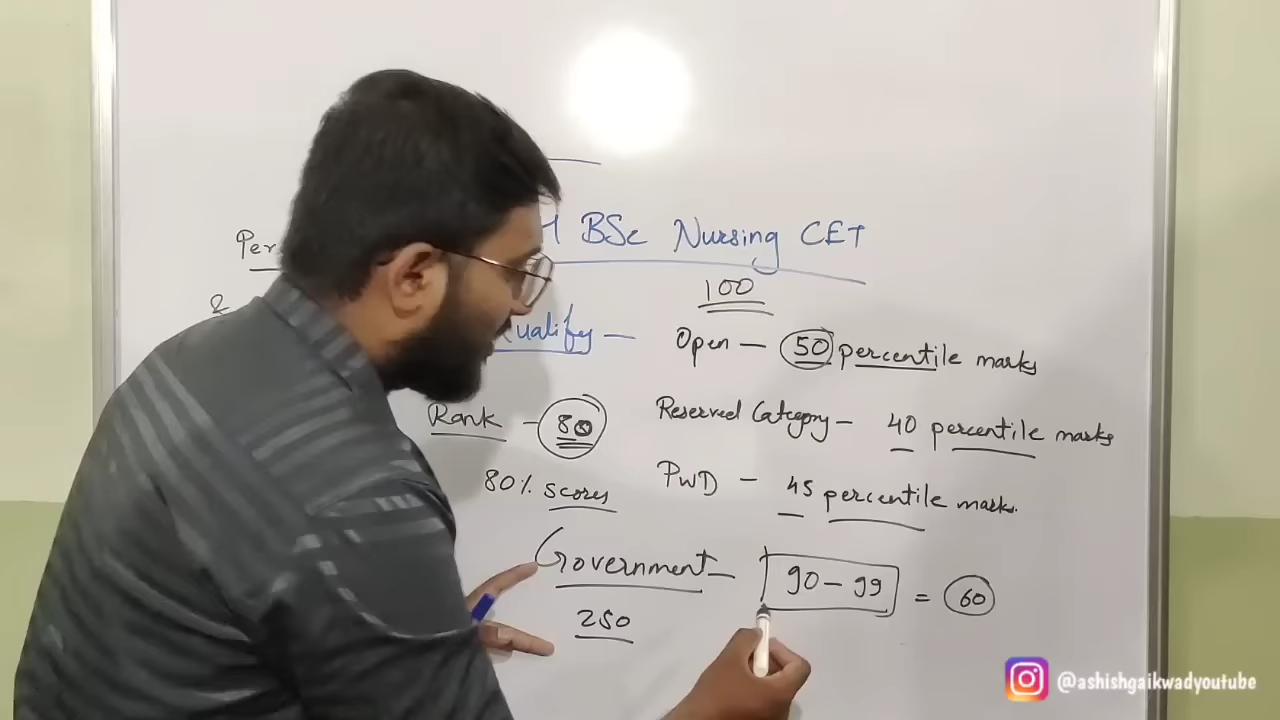 BSc Nursing CET
100
Open — 50 percentile marks
Rank - 80
Reserved Category — 40 percentile marks
80% scores
PwD — 45 percentile marks.
Government — 90 – 99 = 60
250
@ashishgaikwadyoutube